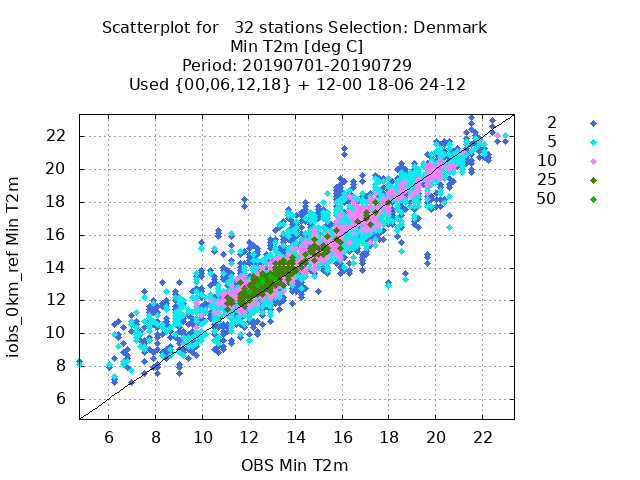 Scatterplot for   32 stations Selection: Denmark
Min T2m [deg C]
Period: 20190701-20190729
Used {00,06,12,18} + 12-00 18-06 24-12
2
5
10
25
50
iobs_0km_ref Min T2m
22
20
18
16
14
12
10
8
6
6 8 10 12 14 16 18 20 22
OBS Min T2m